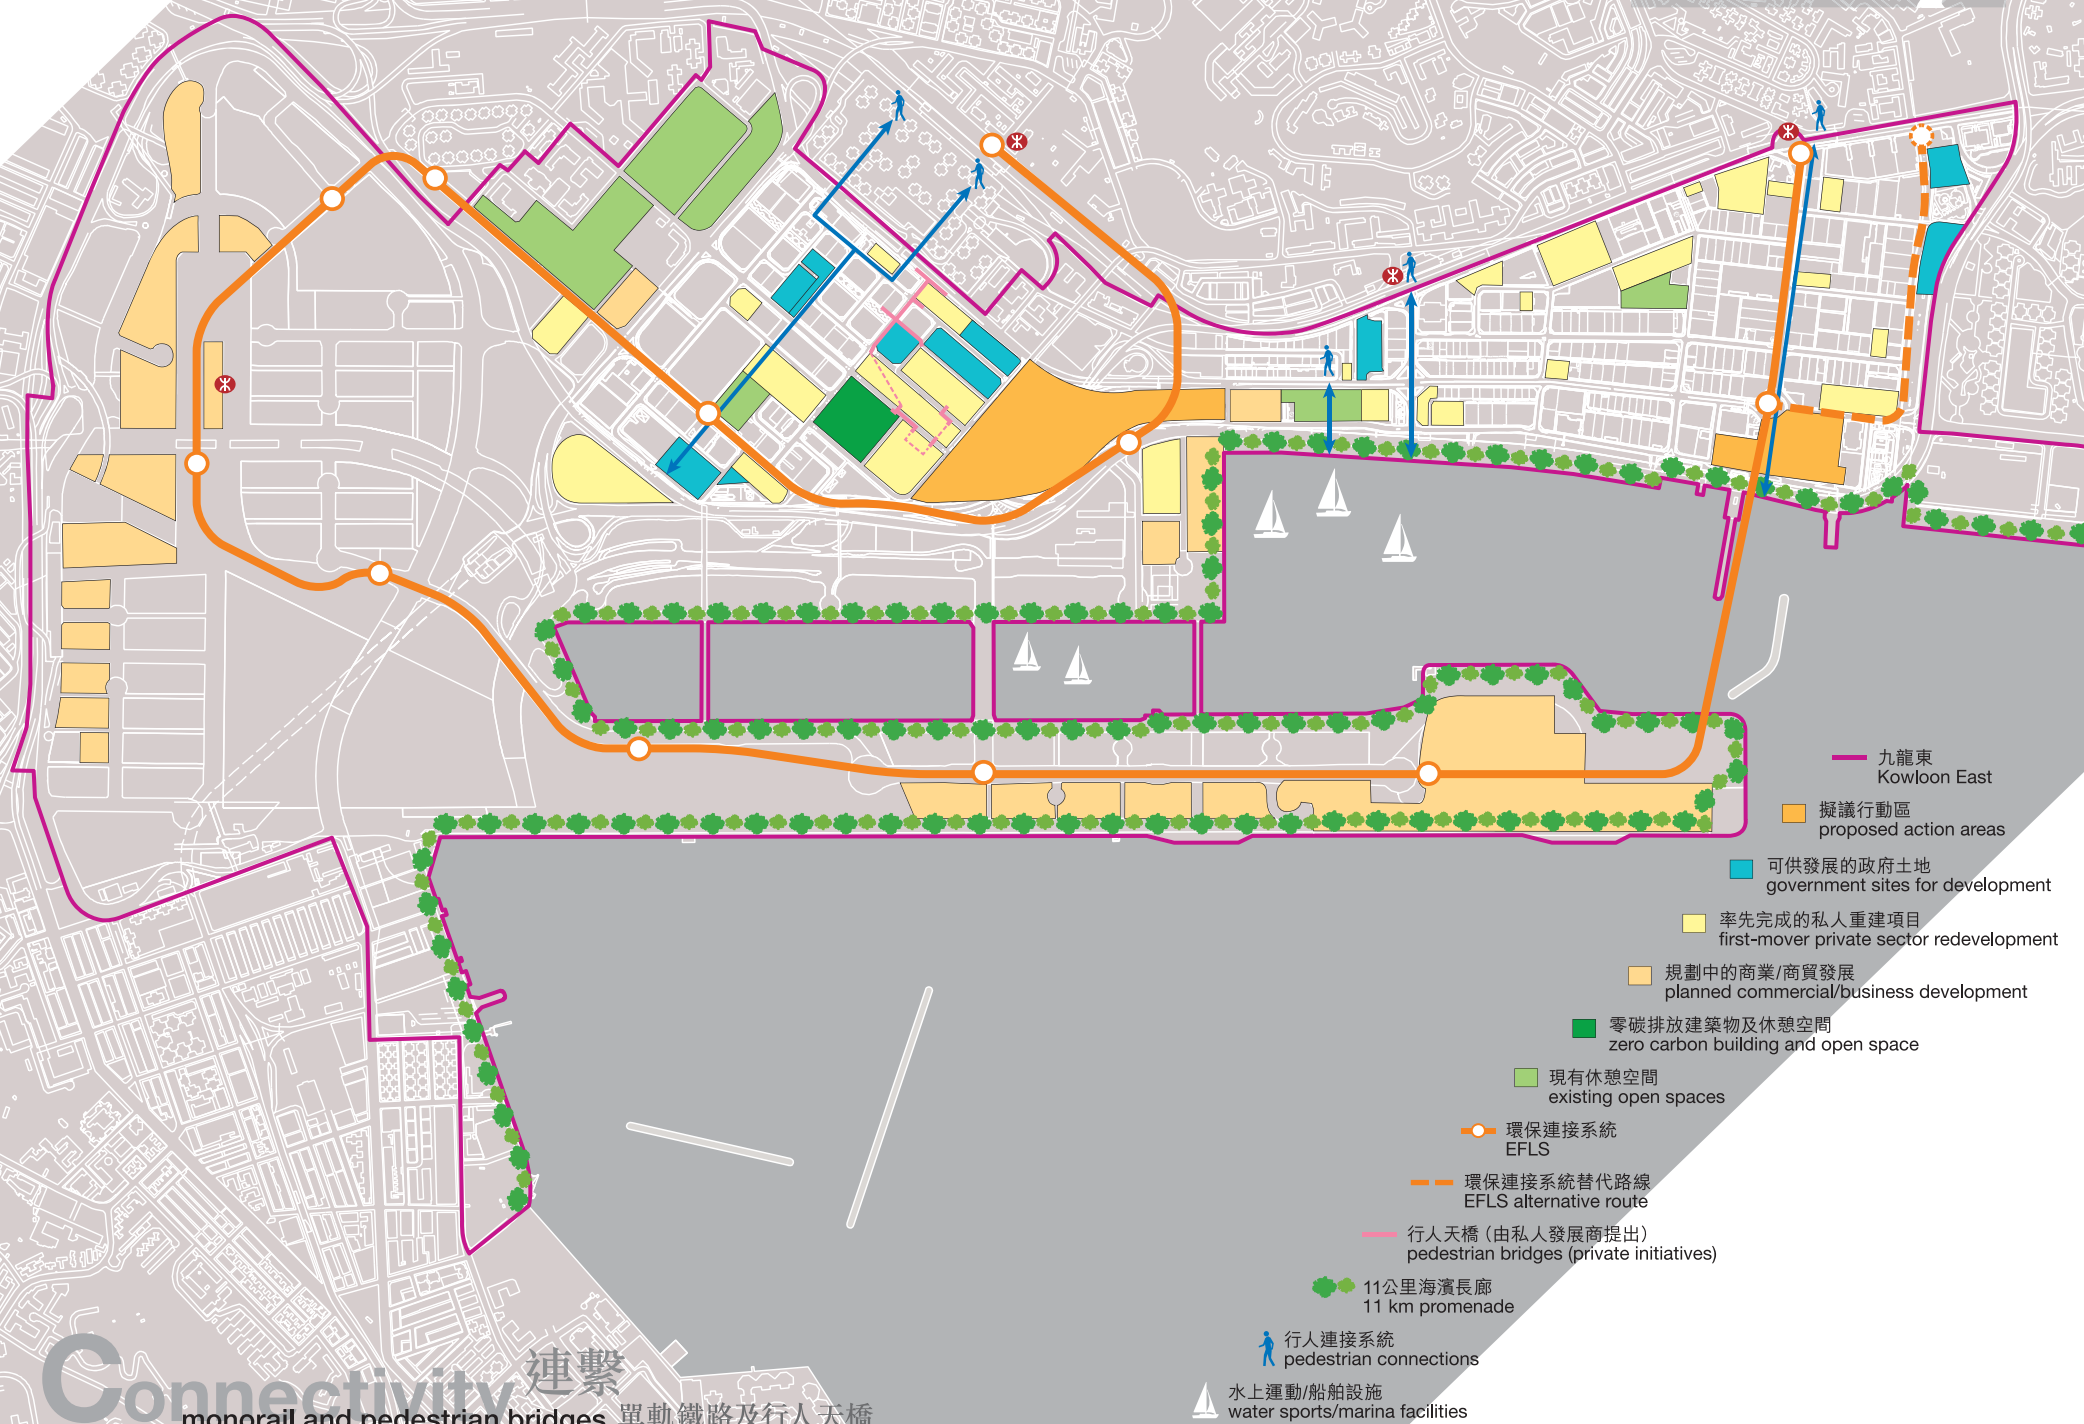 九龍東
Kowloon East
擬議行動區
proposed action areas
可供發展的政府土地
government sites for development
率先完成的私人重建項目
first-mover private sector redevelopment
規劃中的商業/商貿發展
planned commercial/business development
零碳排放建築物及休憩空間
zero carbon building and open space
現有休憩空間
existing open spaces
環保連接系統
EFLS
環保連接系統替代路線
EFLS alternative route
行人天橋（由私人發展商提出）
pedestrian bridges (private initiatives)
11公里海濱長廊
11 km promenade
行人連接系統
pedestrian connections
水上運動/船舶設施
water sports/marina facilities
Connectivity 連繫
monorail and pedestrian bridges 單軌鐵路及行人天橋